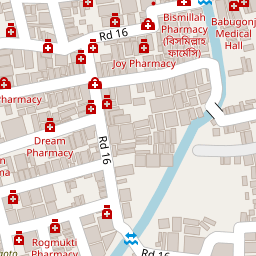 Bismillah
Pharmacy
(বিসমিল্লাহ
ফার্মেসি)
Babugonj
Medical
Hall
Rd 16
Joy Pharmacy
Pharmacy
Dream
Pharmacy
Rd 16
Rogmukti
Pharmacy
Rd 16